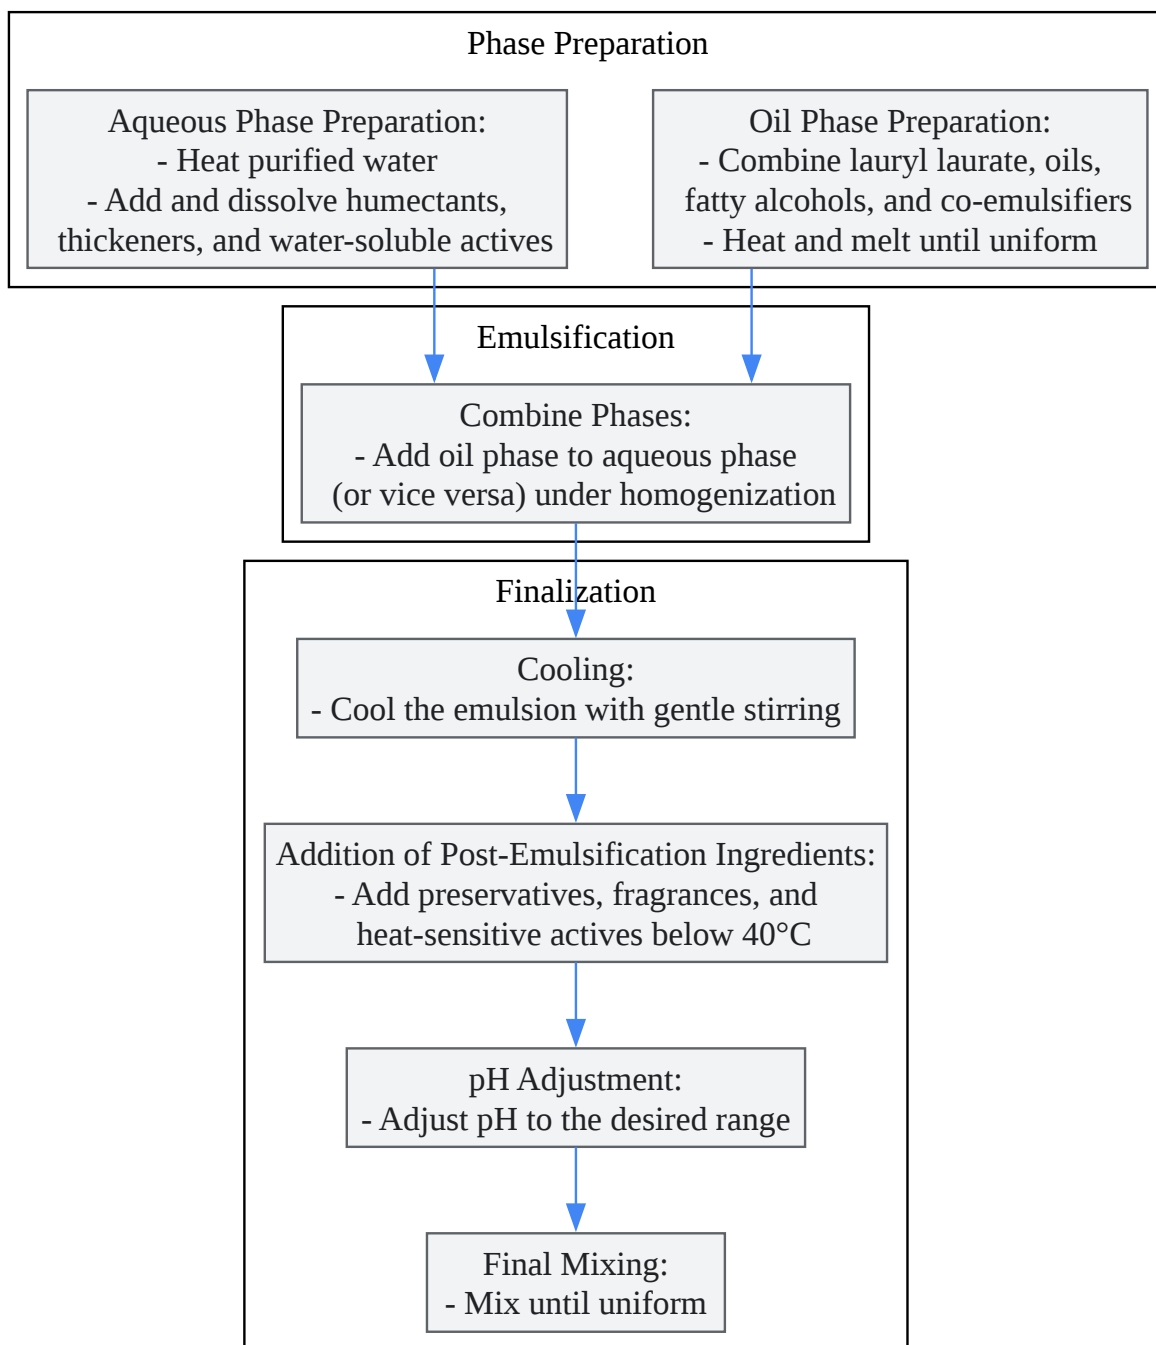 Phase Preparation
Aqueous Phase Preparation:
- Heat purified water
- Add and dissolve humectants,
thickeners, and water-soluble actives
Oil Phase Preparation:
- Combine lauryl laurate, oils,
fatty alcohols, and co-emulsifiers
- Heat and melt until uniform
Emulsification
Combine Phases:
- Add oil phase to aqueous phase
(or vice versa) under homogenization
Finalization
Cooling:
- Cool the emulsion with gentle stirring
Addition of Post-Emulsification Ingredients:
- Add preservatives, fragrances, and
heat-sensitive actives below 40°C
pH Adjustment:
- Adjust pH to the desired range
Final Mixing:
- Mix until uniform